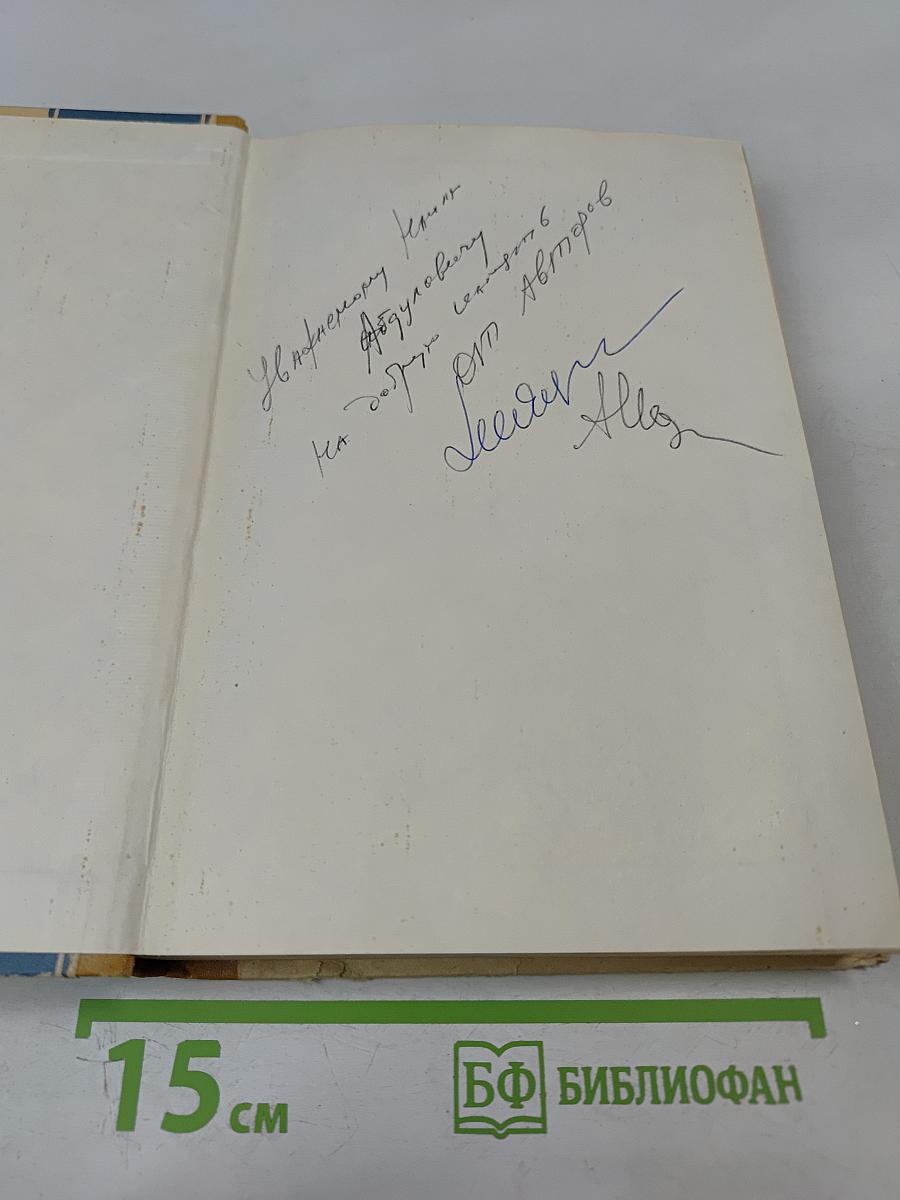 Уважаемому
Абдуловичу
на добрую память
от авторов
15 см
БФ БИБЛИОФАН